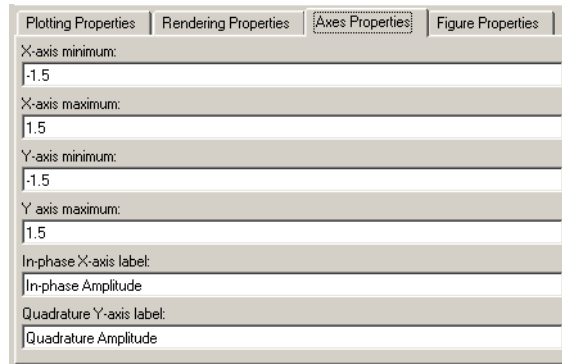 Plotting Properties Rendering Properties Axes Properties Figure Properties
X-axis minimum:
-1.5
X-axis maximum:
1.5
Y-axis minimum:
-1.5
Y axis maximum:
1.5
In-phase X-axis label:
In-phase Amplitude
Quadrature Y-axis label:
Quadrature Amplitude